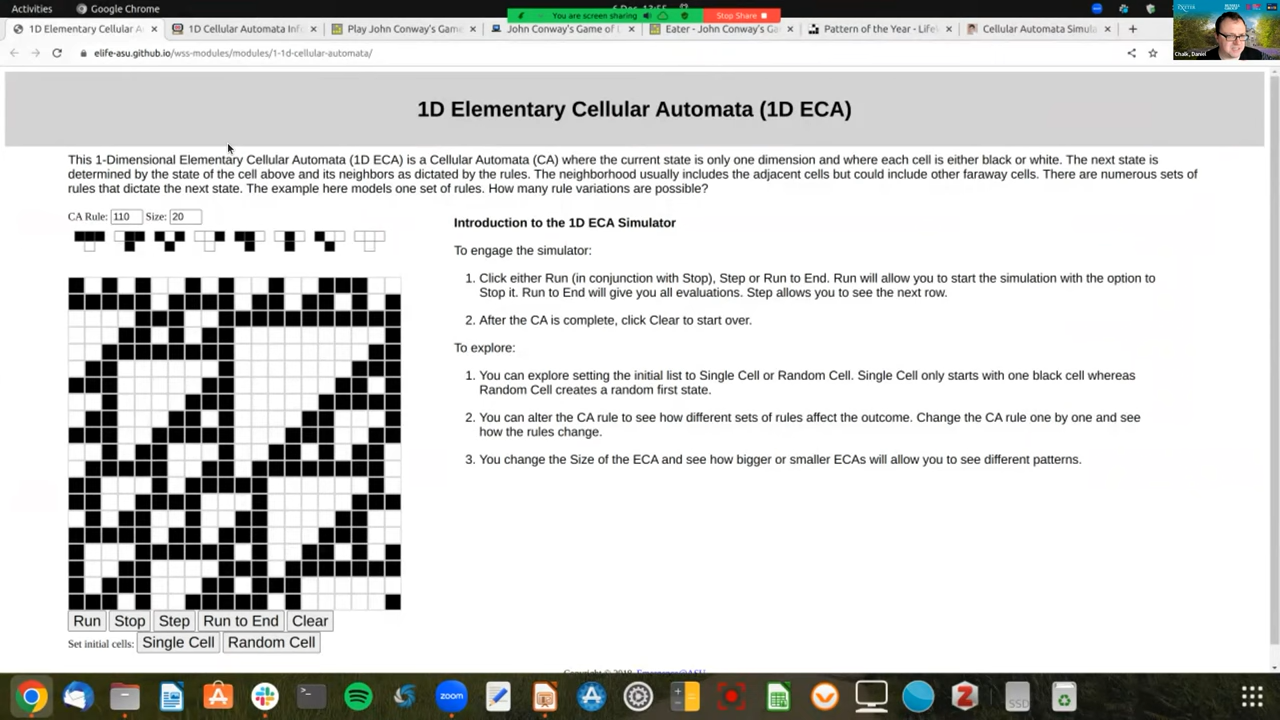 Activities
Google Chrome
You are screen sharing
Stop Share
1D Elementary Cellular A
1D Cellular Automata Inf
Play John Conway's Game
John Conway's Game of L
Eater - John Conway's Ga
Pattern of the Year - Life
Cellular Automata Simula
elife-asu.github.io/wss-modules/modules/1-1d-cellular-automata/
Chalk, Daniel
1D Elementary Cellular Automata (1D ECA)
This 1-Dimensional Elementary Cellular Automata (1D ECA) is a Cellular Automata (CA) where the current state is only one dimension and where each cell is either black or white. The next state is
determined by the state of the cell above and its neighbors as dictated by the rules. The neighborhood usually includes the adjacent cells but could include other faraway cells. There are numerous sets of
rules that dictate the next state. The example here models one set of rules. How many rule variations are possible?
CA Rule: 110 Size: 20
Introduction to the 1D ECA Simulator
To engage the simulator:
1. Click either Run (in conjunction with Stop), Step or Run to End. Run will allow you to start the simulation with the option to
Stop it. Run to End will give you all evaluations. Step allows you to see the next row.
2. After the CA is complete, click Clear to start over.
To explore:
1. You can explore setting the initial list to Single Cell or Random Cell. Single Cell only starts with one black cell whereas
Random Cell creates a random first state.
2. You can alter the CA rule to see how different sets of rules affect the outcome. Change the CA rule one by one and see
how the rules change.
3. You change the Size of the ECA and see how bigger or smaller ECAs will allow you to see different patterns.
Run Stop Step Run to End Clear
Set initial cells: Single Cell Random Cell
zoom
SSD